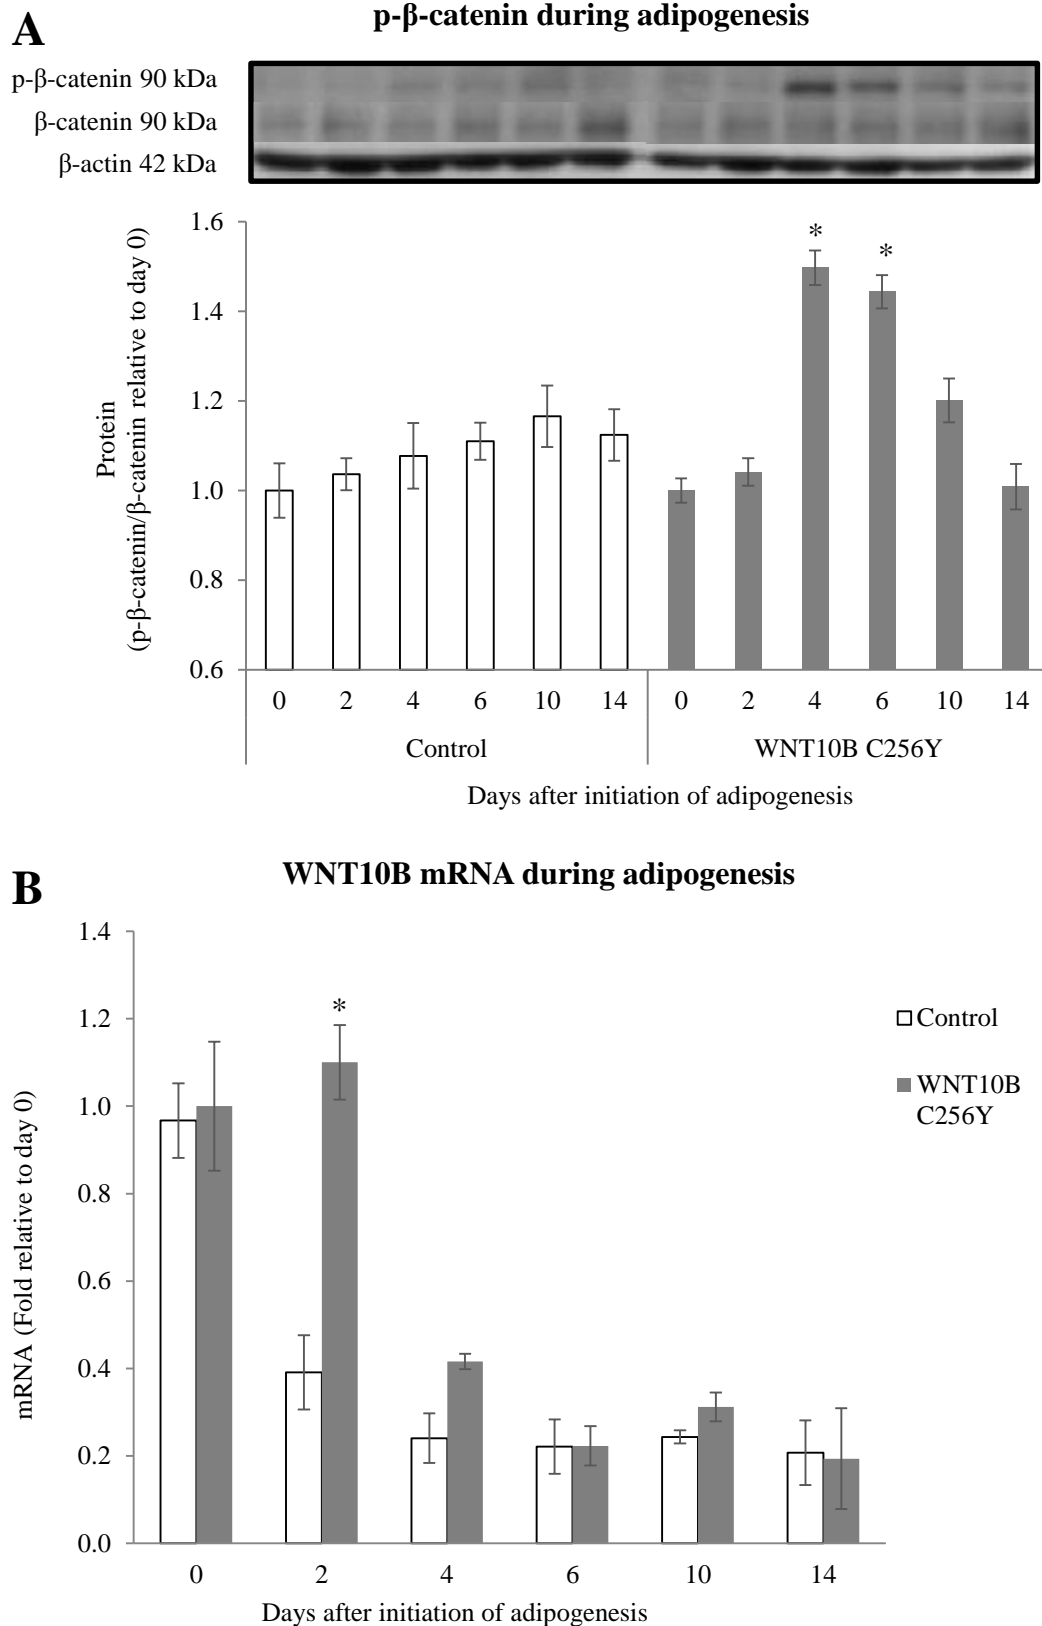 A
p-β-catenin during adipogenesis
p-β-catenin 90 kDa
β-catenin 90 kDa
β-actin 42 kDa
Protein
(p-β-catenin/β-catenin relative to day 0)
1.6
1.4
1.2
1.0
0.8
0.6
* *
0 2 4 6 10 14 0 2 4 6 10 14
Control WNT10B C256Y
Days after initiation of adipogenesis
B
WNT10B mRNA during adipogenesis
mRNA (Fold relative to day 0)
1.4
1.2
1.0
0.8
0.6
0.4
0.2
0.0
*
Control
WNT10B
C256Y
0 2 4 6 10 14
Days after initiation of adipogenesis